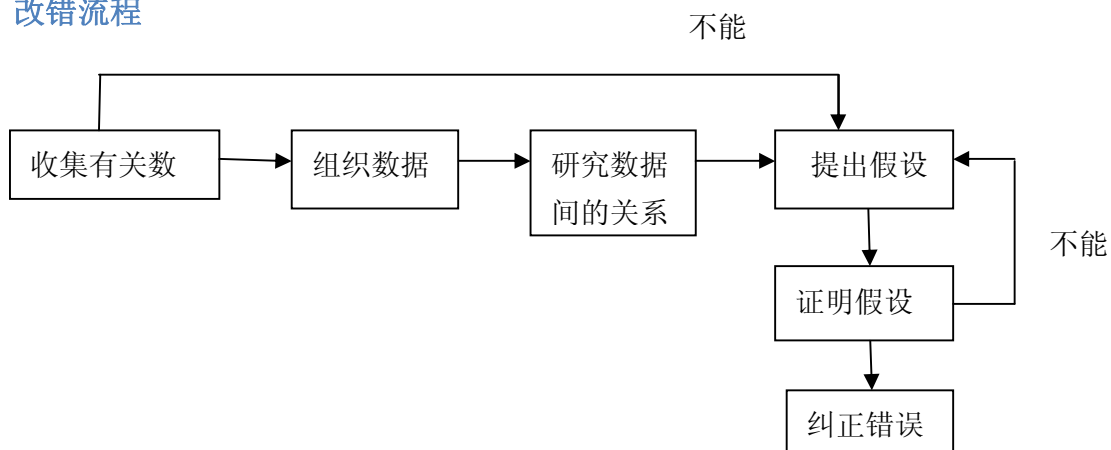 改错流程
不能
收集有关数
组织数据
研究数据
间的关系
提出假设
不能
证明假设
纠正错误